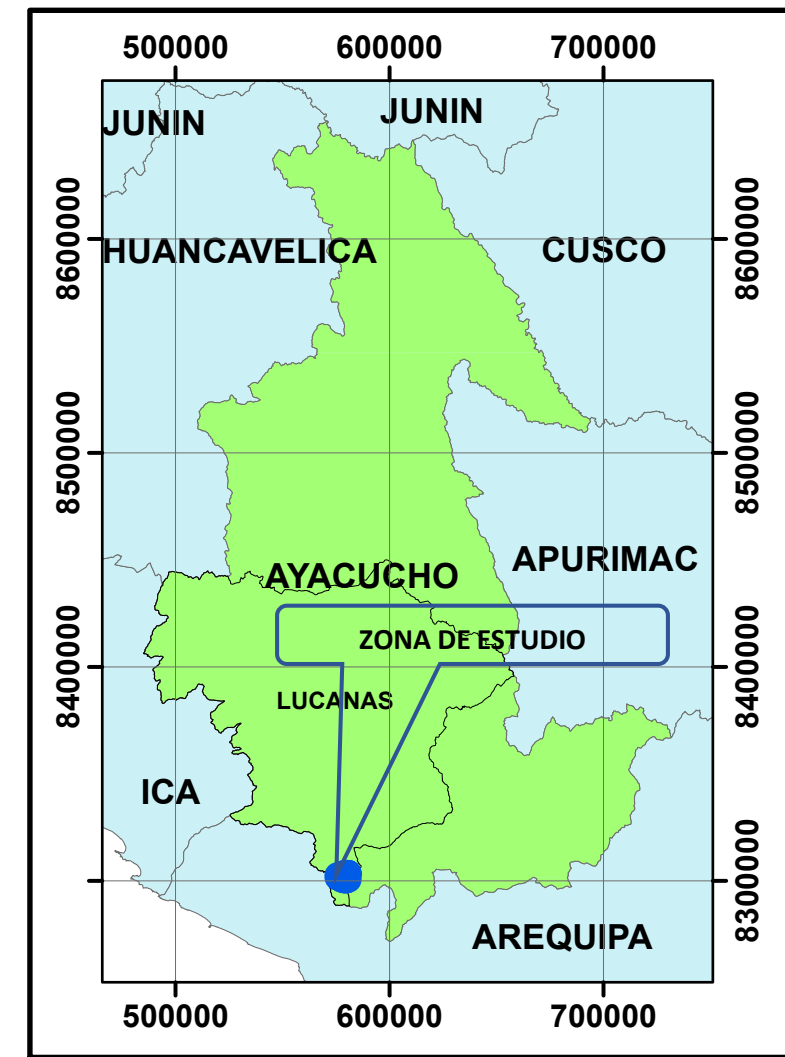 500000 600000 700000
JUNIN JUNIN
8600000 HUANCAVELICA CUSCO 8600000
8500000 8500000
AYACUCHO APURIMAC
ZONA DE ESTUDIO
8400000 LUCANAS 8400000
ICA
8300000
AREQUIPA
500000 600000 700000